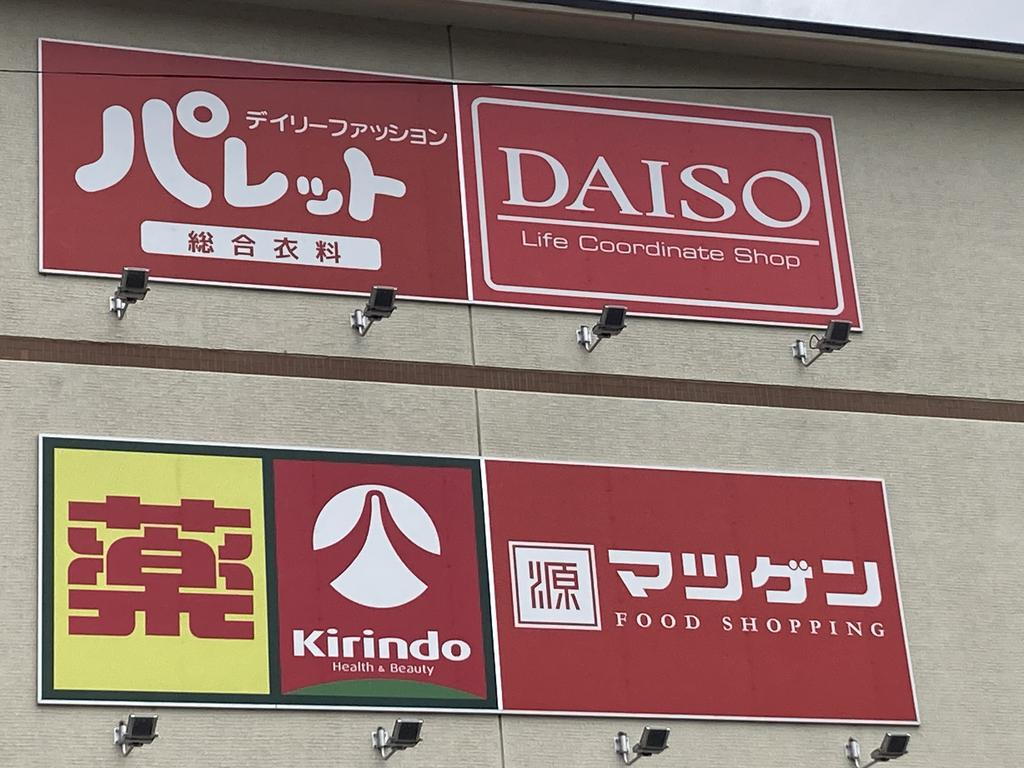 デイリーファッション
パレット
総合衣料
DAISO
Life Coordinate Shop
薬
Kirindo
Health & Beauty
源
マツゲン
FOOD SHOPPING